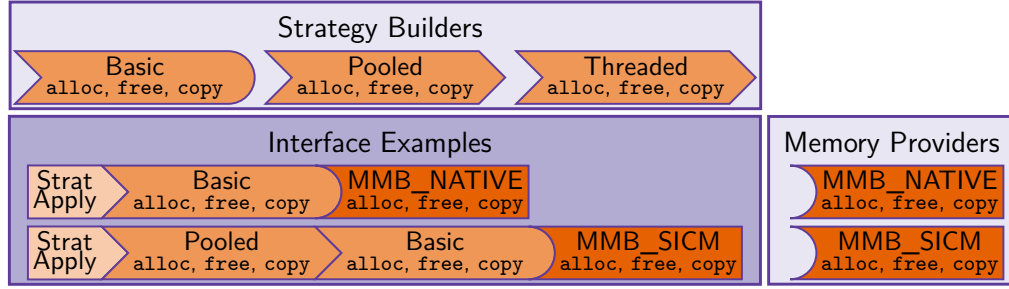 Strategy Builders
Basic
alloc, free, copy
Pooled
alloc, free, copy
Threaded
alloc, free, copy
Interface Examples
Strat
Apply
Basic
alloc, free, copy
MMB_NATIVE
alloc, free, copy
Strat
Apply
Pooled
alloc, free, copy
Basic
alloc, free, copy
MMB_SICM
alloc, free, copy
Memory Providers
MMB_NATIVE
alloc, free, copy
MMB_SICM
alloc, free, copy